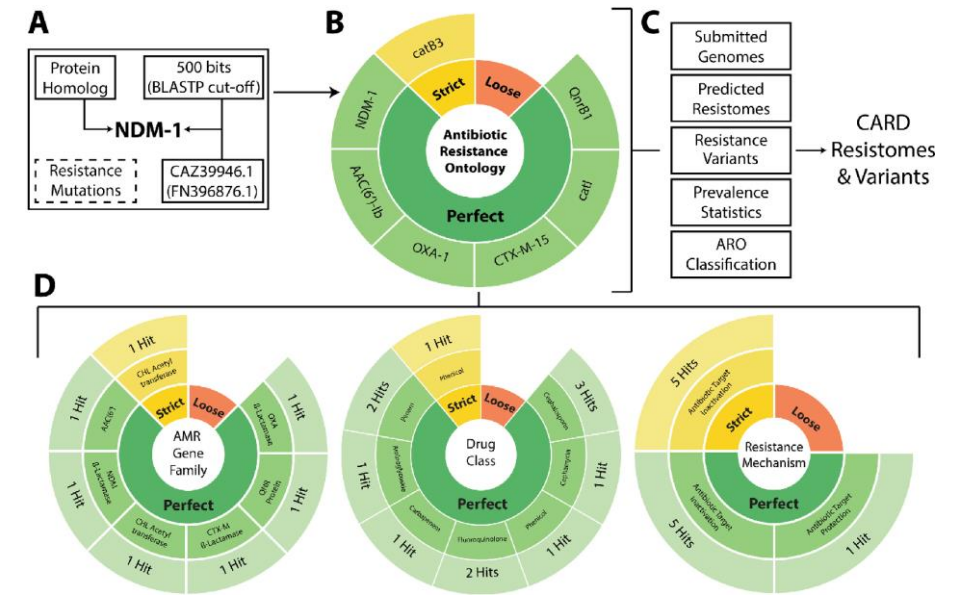 A
Protein
Homolog
500 bits
(BLASTP cut-off)
NDM-1
Resistance
Mutations
CAZ39946.1
(FN396876.1)
B
catB3
Strict
Loose
NDM-1
QnrB1
Antibiotic
Resistance
Ontology
AAC(6')-Ib
catI
Perfect
OXA-1
CTX-M-15
C
Submitted
Genomes
Predicted
Resistomes
Resistance
Variants
Prevalence
Statistics
ARO
Classification
CARD
Resistomes
& Variants
D
1 Hit
CHL Acetyl
transferase
Strict
Loose
1 Hit
AAC(6')
OXA
β-Lactamase
1 Hit
AMR
Gene
Family
1 Hit
NDM
β-Lactamase
QNR
Protein
1 Hit
Perfect
CHL Acetyl
transferase
CTX-M
β-Lactamase
1 Hit
1 Hit
1 Hit
Phenical
Strict
Loose
2 Hits
Penam
Cephalosporin
3 Hits
Drug
Class
1 Hit
Aminoglycoside
Cephamycin
1 Hit
Perfect
Carbapenem
Phenical
Fluoroquinolone
1 Hit
1 Hit
2 Hits
5 Hits
Antibiotic Target
Inactivation
Strict
Loose
Resistance
Mechanism
Perfect
Antibiotic Target
Inactivation
Antibiotic Target
Protection
5 Hits
1 Hit